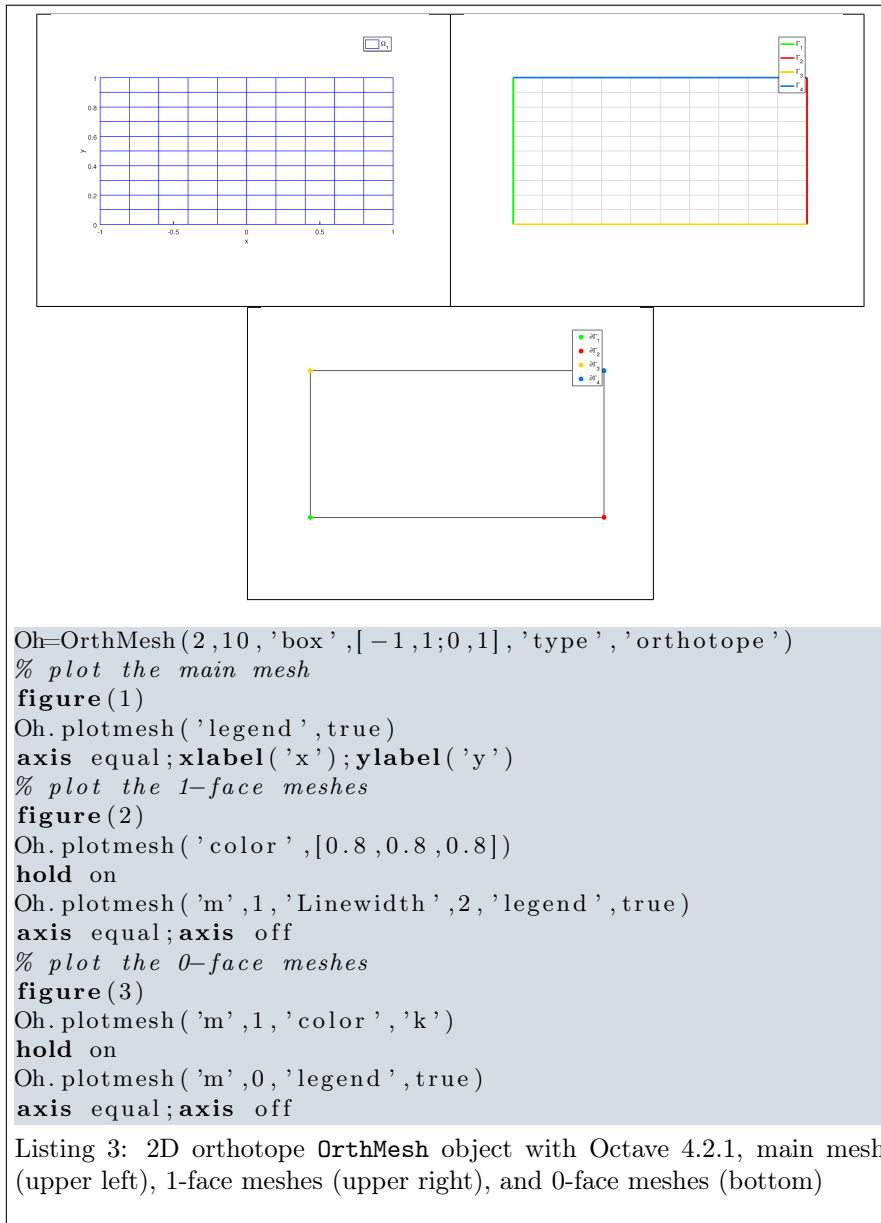 Ω1
1
0.8
0.6
y
0.4
0.2
0
-1 -0.5 0 0.5 1
x
Γ1
Γ2
Γ3
Γ4
∂Γ1
∂Γ2
∂Γ3
∂Γ4
Oh=OrthMesh(2,10,'box',[-1,1;0,1],'type','orthotope')
% plot the main mesh
figure(1)
Oh.plotmesh('legend',true)
axis equal;xlabel('x');ylabel('y')
% plot the 1-face meshes
figure(2)
Oh.plotmesh('color',[0.8,0.8,0.8])
hold on
Oh.plotmesh('m',1,'Linewidth',2,'legend',true)
axis equal;axis off
% plot the 0-face meshes
figure(3)
Oh.plotmesh('m',1,'color','k')
hold on
Oh.plotmesh('m',0,'legend',true)
axis equal;axis off
Listing 3: 2D orthotope OrthMesh object with Octave 4.2.1, main mesh
(upper left), 1-face meshes (upper right), and 0-face meshes (bottom)